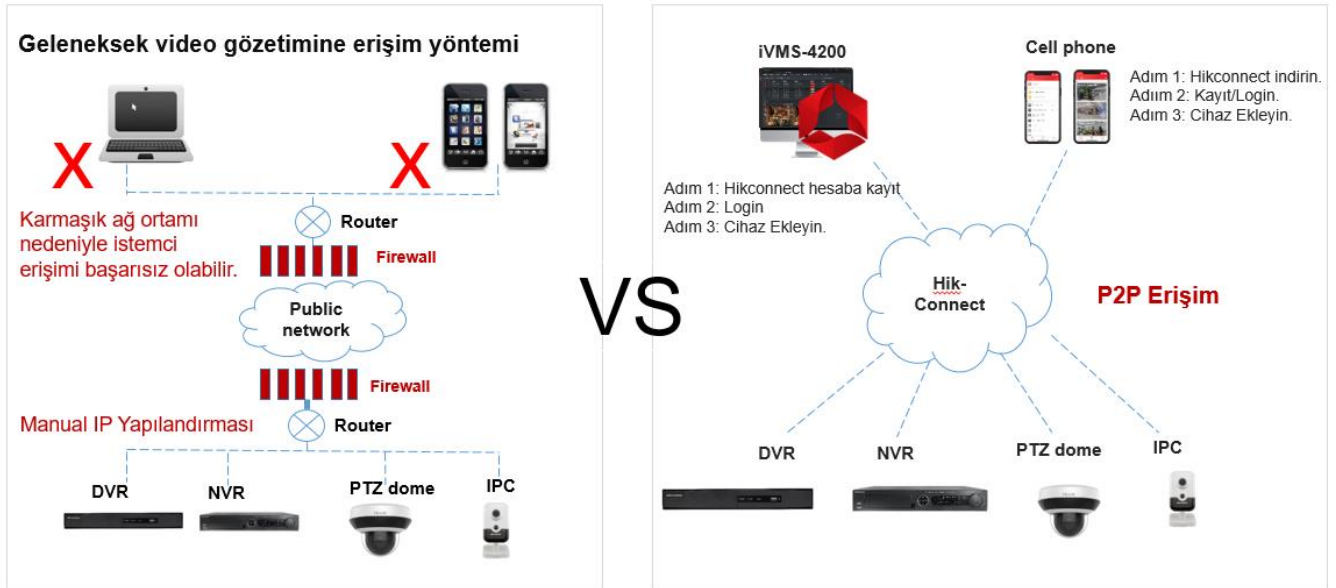 Geleneksek video gözetimine erişim yöntemi
X
X
Router
Karmaşık ağ ortamı
nedeniyle istemci
erişimi başarısız olabilir.
Firewall
Public
network
Firewall
Manual IP Yapılandırması
Router
DVR
NVR
PTZ dome
IPC
VS
iVMS-4200
Cell phone
Adım 1: Hikconnect indirin.
Adıım 2: Kayıt/Login.
Adım 3: Cihaz Ekleyin.
Adım 1: Hikconnect hesaba kayıt
Adım 2: Login
Adım 3: Cihaz Ekleyin.
Hik-
Connect
P2P Erişim
DVR
NVR
PTZ dome
IPC